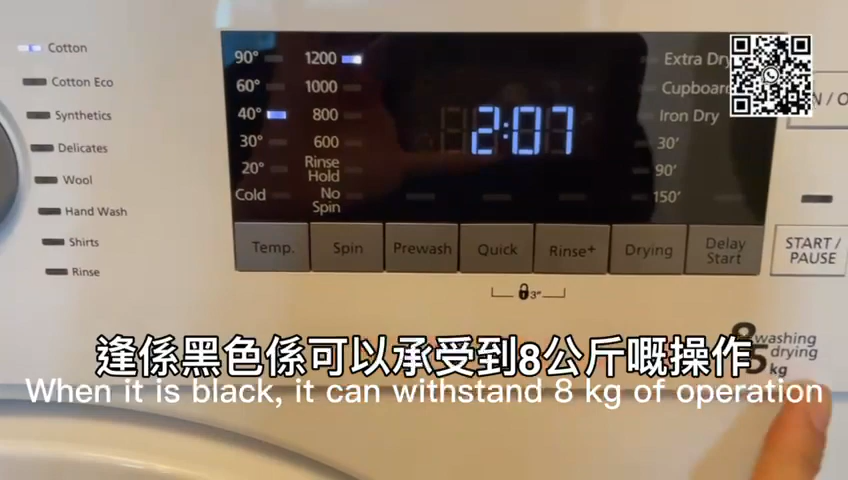 Cotton
Cotton Eco
Synthetics
Delicates
Wool
Hand Wash
Shirts
Rinse
90°
60°
40°
30°
20°
Cold
1200
1000
800
600
Rinse
Hold
No
Spin
2:07
Extra Dry
Cupboard
Iron Dry
30'
90'
150'
N/O
Temp.
Spin
Prewash
Quick
Rinse+
Drying
Delay
Start
START/
PAUSE
3"
8 washing
5 drying
kg
逢係黑色係可以承受到8公斤嘅操作
When it is black, it can withstand 8 kg of operation